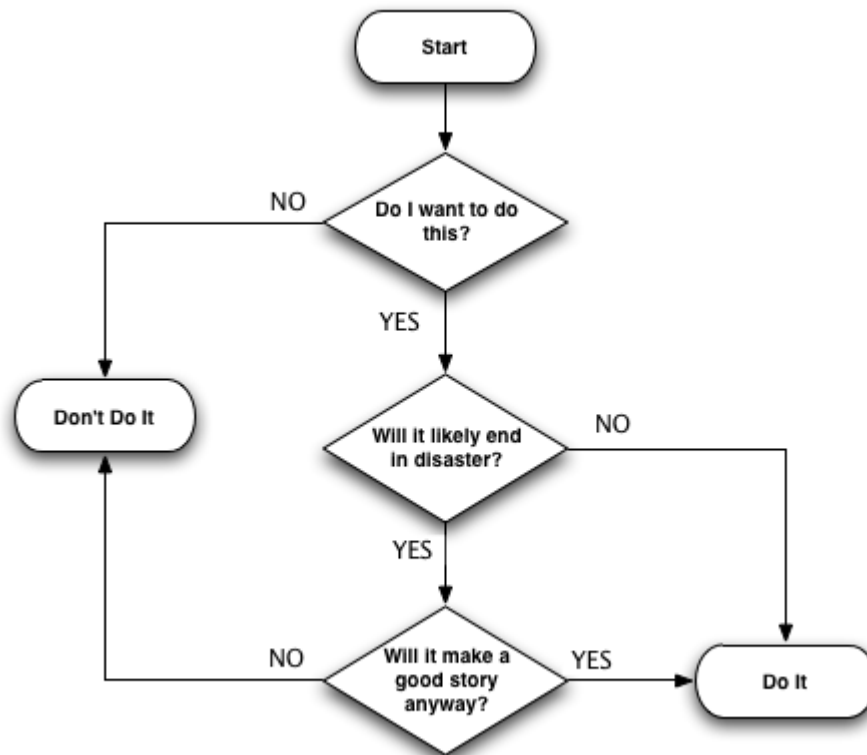 Start
NO
Do I want to do
this?
YES
Don't Do It
Will it likely end
in disaster?
NO
YES
NO
Will it make a
good story
anyway?
YES
Do It